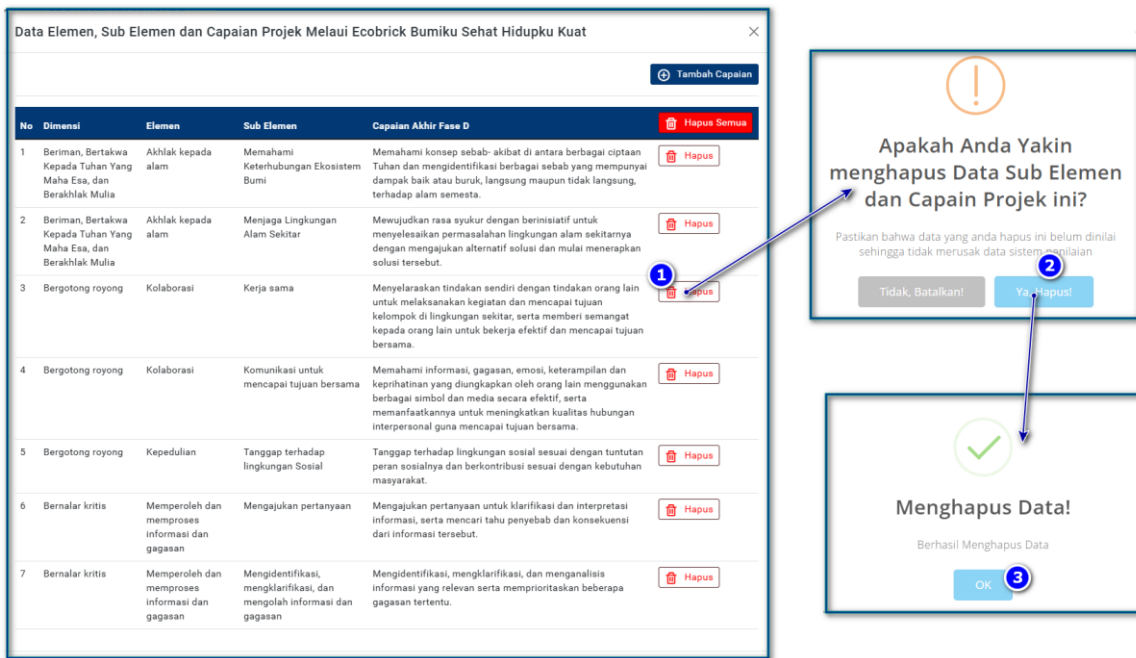 Data Elemen, Sub Elemen dan Capaian Projek Melaui Ecobrick Bumiku Sehat Hidupku Kuat
Tambah Capaian
No Dimensi Elemen Sub Elemen Capaian Akhir Fase D Hapus Semua
1 Beriman, Bertakwa Akhlak kepada Memahami Memahami konsep sebab- akibat di antara berbagai ciptaan Hapus
Kepada Tuhan Yang alam Keterhubungan Ekosistem Tuhan dan mengidentifikasi berbagai sebab yang mempunyai
Maha Esa, dan Bumi dampak baik atau buruk, langsung maupun tidak langsung,
Berakhlak Mulia terhadap alam semesta.
2 Beriman, Bertakwa Akhlak kepada Menjaga Lingkungan Mewujudkan rasa syukur dengan berinisiatif untuk Hapus
Kepada Tuhan Yang alam Alam Sekitar menyelesaikan permasalahan lingkungan alam sekitarnya
Maha Esa, dan dengan mengajukan alternatif solusi dan mulai menerapkan
Berakhlak Mulia solusi tersebut.
3 Bergotong royong Kolaborasi Kerja sama Menyelaraskan tindakan sendiri dengan tindakan orang lain Hapus
untuk melaksanakan kegiatan dan mencapai tujuan
kelompok di lingkungan sekitar, serta memberi semangat
kepada orang lain untuk bekerja efektif dan mencapai tujuan
bersama.
4 Bergotong royong Kolaborasi Komunikasi untuk Memahami informasi, gagasan, emosi, keterampilan dan Hapus
mencapai tujuan bersama keprihatinan yang diungkapkan oleh orang lain menggunakan
berbagai simbol dan media secara efektif, serta
memanfaatkannya untuk meningkatkan kualitas hubungan
interpersonal guna mencapai tujuan bersama.
5 Bergotong royong Kepedulian Tanggap terhadap Tanggap terhadap lingkungan sosial sesuai dengan tuntutan Hapus
lingkungan Sosial peran sosialnya dan berkontribusi sesuai dengan kebutuhan
masyarakat.
6 Bernalar kritis Memperoleh dan Mengajukan pertanyaan Mengajukan pertanyaan untuk klarifikasi dan interpretasi Hapus
memproses informasi, serta mencari tahu penyebab dan konsekuensi
informasi dan dari informasi tersebut.
gagasan
7 Bernalar kritis Memperoleh dan Mengidentifikasi, Mengidentifikasi, mengklarifikasi, dan menganalisis Hapus
memproses mengklarifikasi, dan informasi yang relevan serta memprioritaskan beberapa
informasi dan mengolah informasi dan gagasan tertentu.
gagasan gagasan
1
Apakah Anda Yakin
menghapus Data Sub Elemen
dan Capain Projek ini?
Pastikan bahwa data yang anda hapus ini belum dinilai
sehingga tidak merusak data sistem penilaian
2
Tidak, Batalkan! Ya, Hapus!
Menghapus Data!
Berhasil Menghapus Data
OK 3